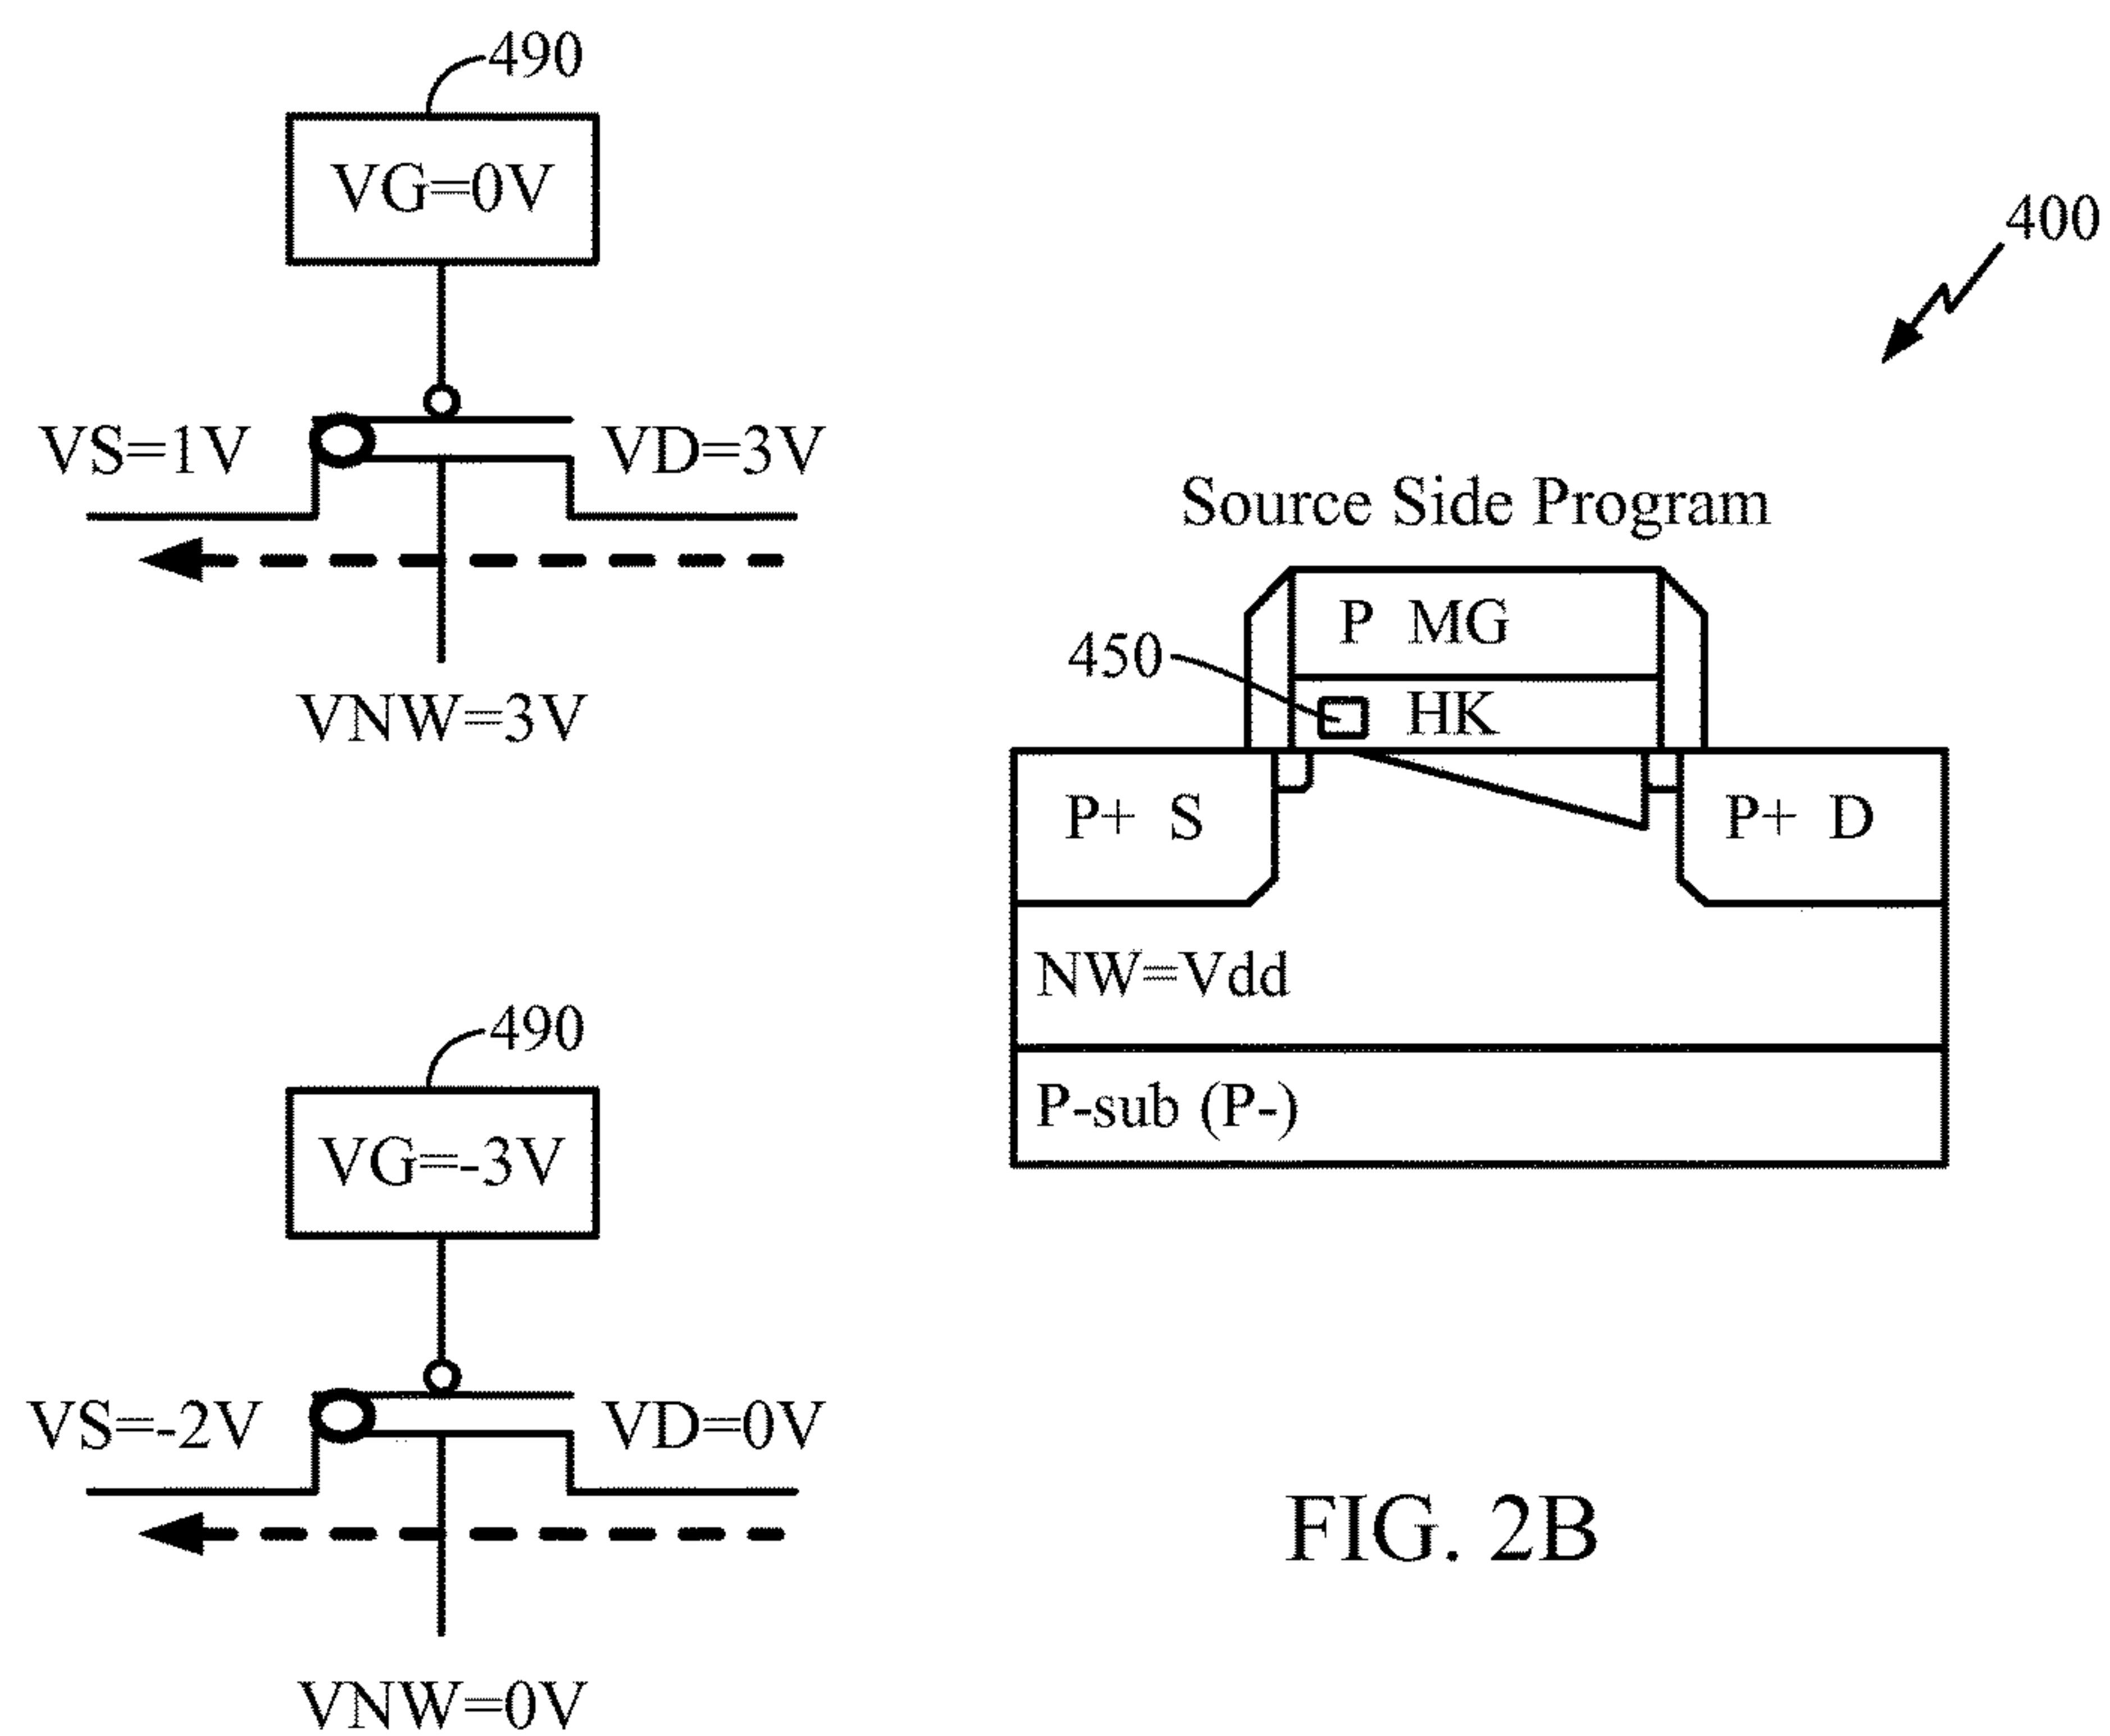 490
VG=0V
VS=1V
VD=3V
VNW=3V
490
VG=-3V
VS=-2V
VD=0V
VNW=0V
400
Source Side Program
P MG
450
HK
P+ S
P+ D
NW=Vdd
P-sub (P-)
FIG. 2B